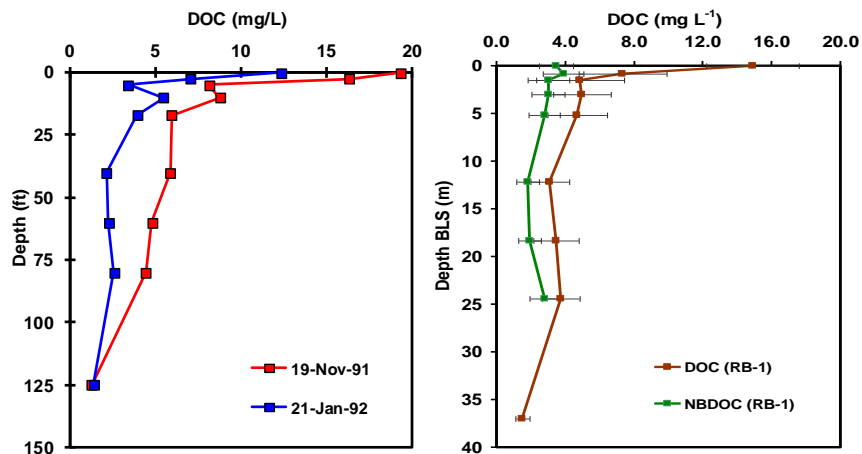 DOC (mg/L)
0 5 10 15 20
0
25
50
75
100
125
150
Depth (ft)
19-Nov-91
21-Jan-92
DOC (mg L-1)
0.0 4.0 8.0 12.0 16.0 20.0
0
5
10
15
20
25
30
35
40
Depth BLS (m)
DOC (RB-1)
NBDOC (RB-1)